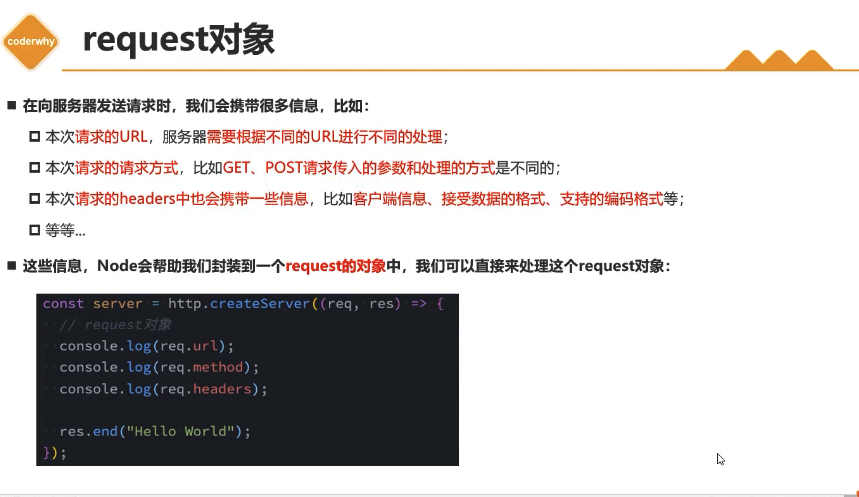 coderwhy
request对象
在向服务器发送请求时，我们会携带很多信息，比如：
本次请求的URL，服务器需要根据不同的URL进行不同的处理；
本次请求的请求方式，比如GET、POST请求传入的参数和处理的方式是不同的；
本次请求的headers中也会携带一些信息，比如客户端信息、接受数据的格式、支持的编码格式等；
等等...
这些信息，Node会帮助我们封装到一个request的对象中，我们可以直接来处理这个request对象：
const server = http.createServer((req, res) => {
// request对象
console.log(req.url);
console.log(req.method);
console.log(req.headers);
res.end("Hello World");
});